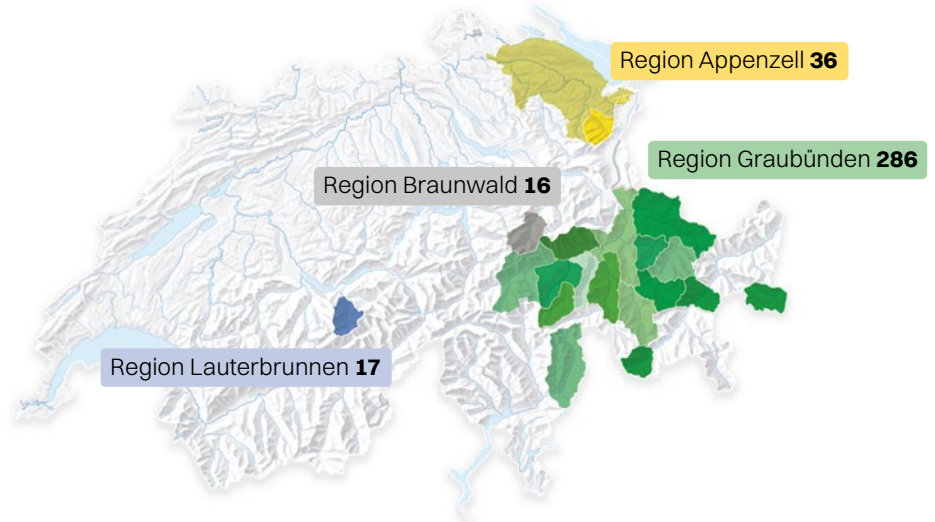 Region Appenzell 36
Region Graubünden 286
Region Braunwald 16
Region Lauterbrunnen 17